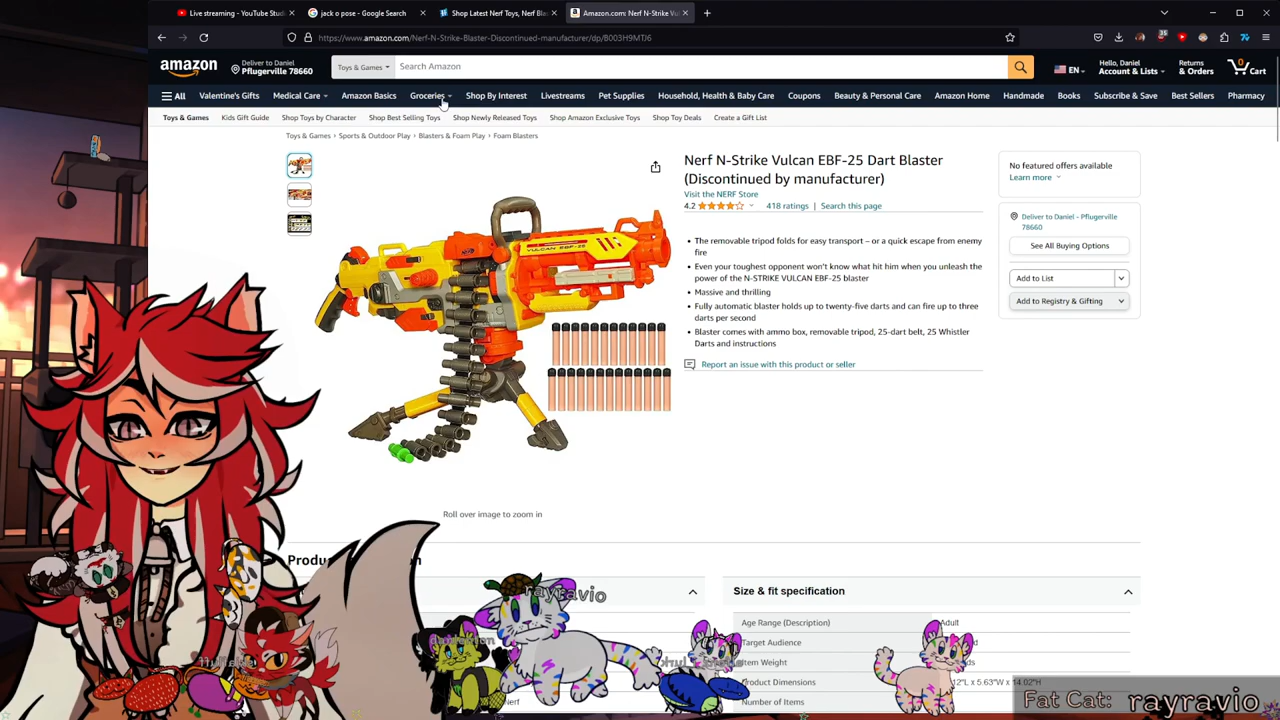 Live streaming - YouTube Studi
jack o pose - Google Search
Shop Latest Nerf Toys, Nerf Bla
Amazon.com: Nerf N-Strike Vul
https://www.amazon.com/Nerf-N-Strike-Blaster-Discontinued-manufacturer/dp/B003H9MTJ6
amazon
Deliver to Daniel
Pflugerville 78660
Toys & Games
Search Amazon
EN
Hello, Daniel
Account & Lists
Returns
& Orders
0
Cart
All
Valentine's Gifts
Medical Care
Amazon Basics
Groceries
Shop By Interest
Livestreams
Pet Supplies
Household, Health & Baby Care
Coupons
Beauty & Personal Care
Amazon Home
Handmade
Books
Subscribe & Save
Best Sellers
Pharmacy
Toys & Games
Kids Gift Guide
Shop Toys by Character
Shop Best Selling Toys
Shop Newly Released Toys
Shop Amazon Exclusive Toys
Shop Toy Deals
Create a Gift List
Toys & Games › Sports & Outdoor Play › Blasters & Foam Play › Foam Blasters
Nerf N-Strike Vulcan EBF-25 Dart Blaster
(Discontinued by manufacturer)
Visit the NERF Store
4.2
418 ratings | Search this page
• The removable tripod folds for easy transport – or a quick escape from enemy
fire
• Even your toughest opponent won't know what hit him when you unleash the
power of the N-STRIKE VULCAN EBF-25 blaster
• Massive and thrilling
• Fully automatic blaster holds up to twenty-five darts and can fire up to three
darts per second
• Blaster comes with ammo box, removable tripod, 25-dart belt, 25 Whistler
Darts and instructions
Report an issue with this product or seller
No featured offers available
Learn more
Deliver to Daniel - Pflugerville
78660
See All Buying Options
Add to List
Add to Registry & Gifting
VULCAN EBF-25
Roll over image to zoom in
Size & fit specification
Age Range (Description)
Adult
Target Audience
Item Weight
Product Dimensions
12"L x 5.63"W x 14.02"H
Number of Items
rayravio
Fat Cat: rayravio